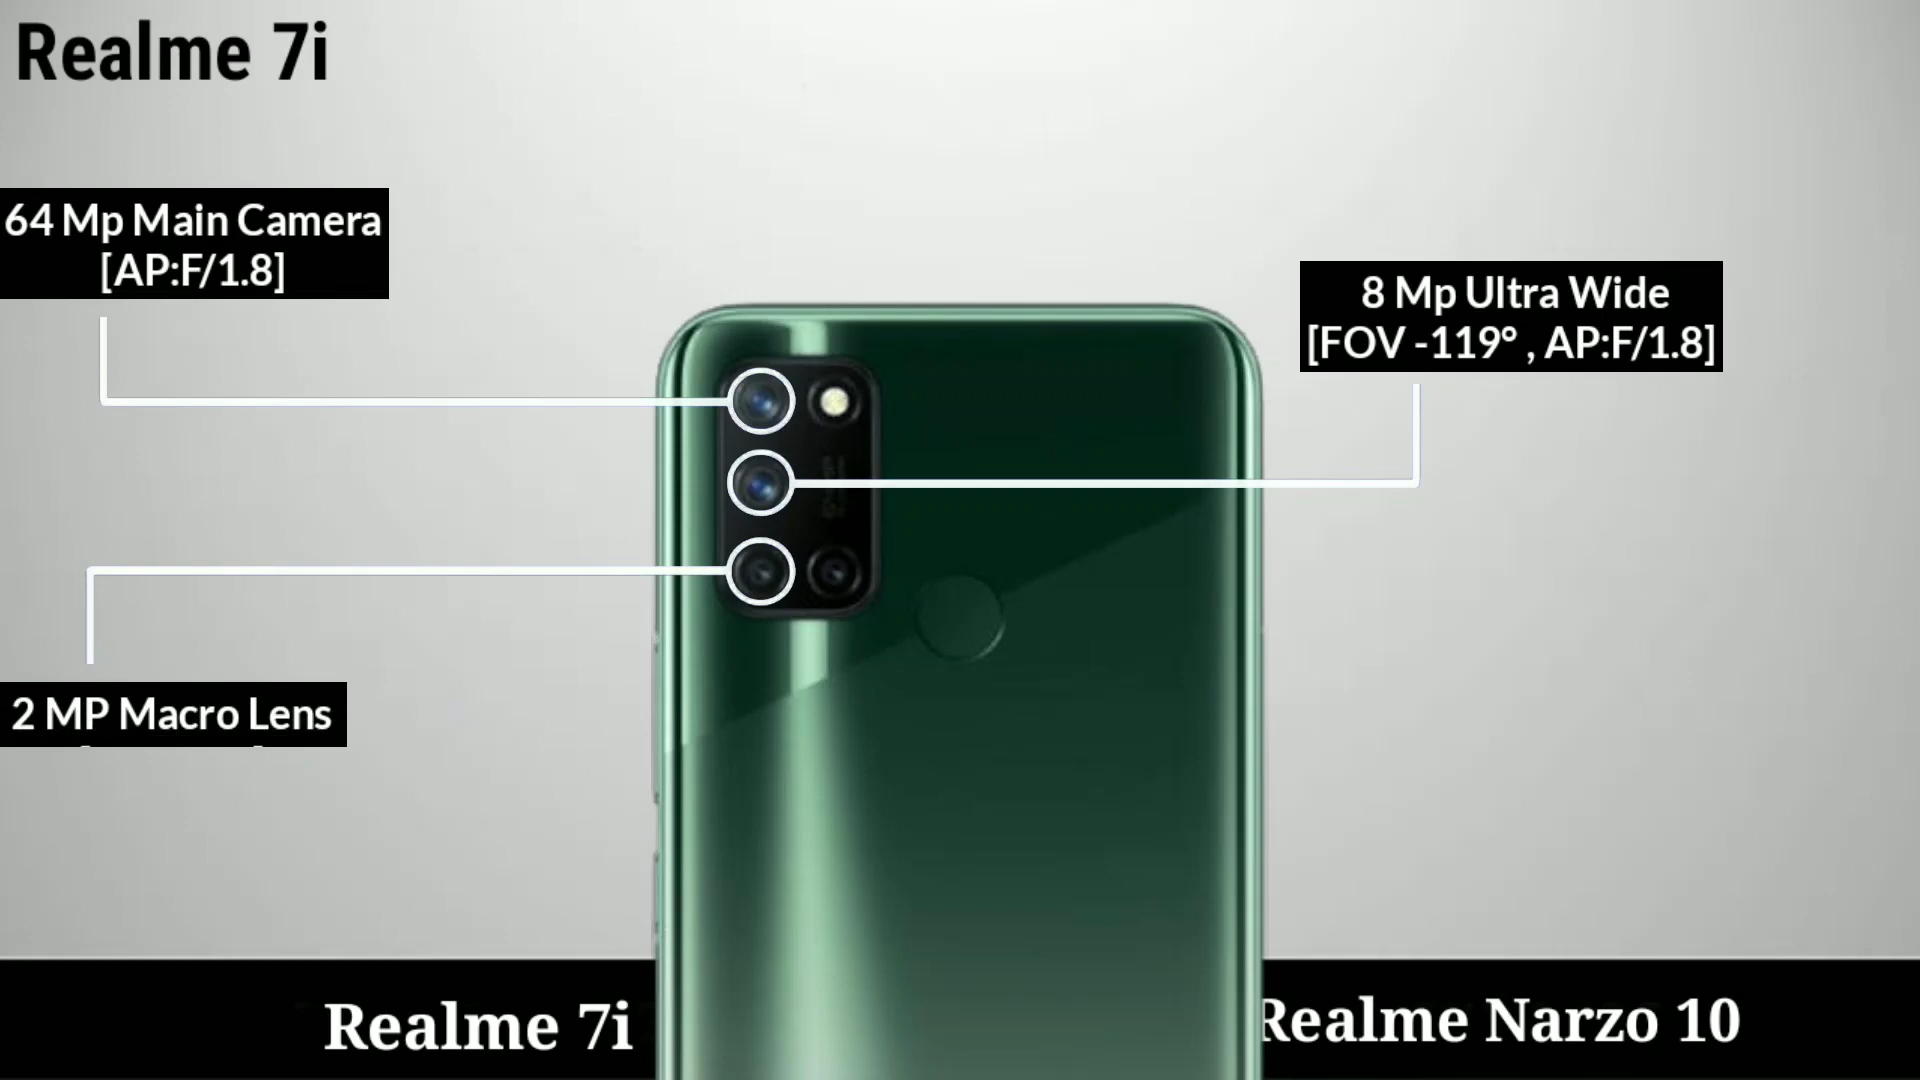 Realme 7i
64 Mp Main Camera
[AP:F/1.8]
8 Mp Ultra Wide
[FOV -119° , AP:F/1.8]
2 MP Macro Lens
Realme 7i
Realme Narzo 10